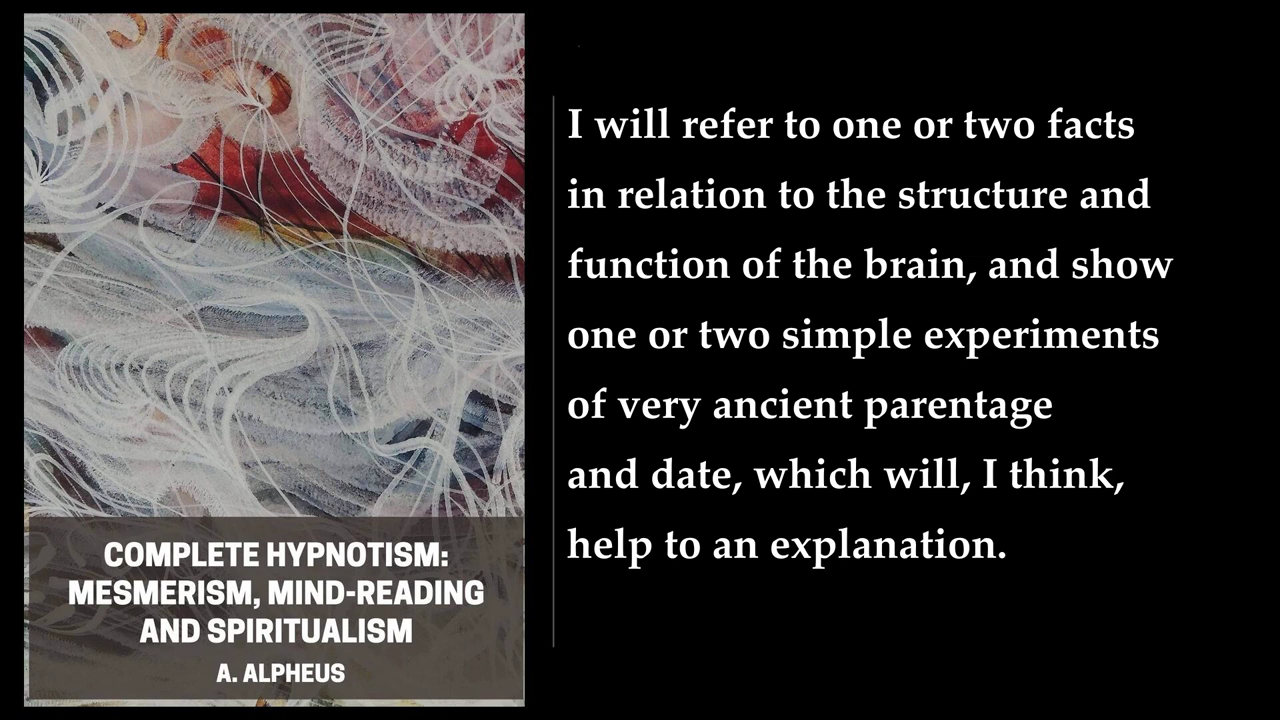 COMPLETE HYPNOTISM:
MESMERISM, MIND-READING
AND SPIRITUALISM
A. ALPHEUS
I will refer to one or two facts
in relation to the structure and
function of the brain, and show
one or two simple experiments
of very ancient parentage
and date, which will, I think,
help to an explanation.